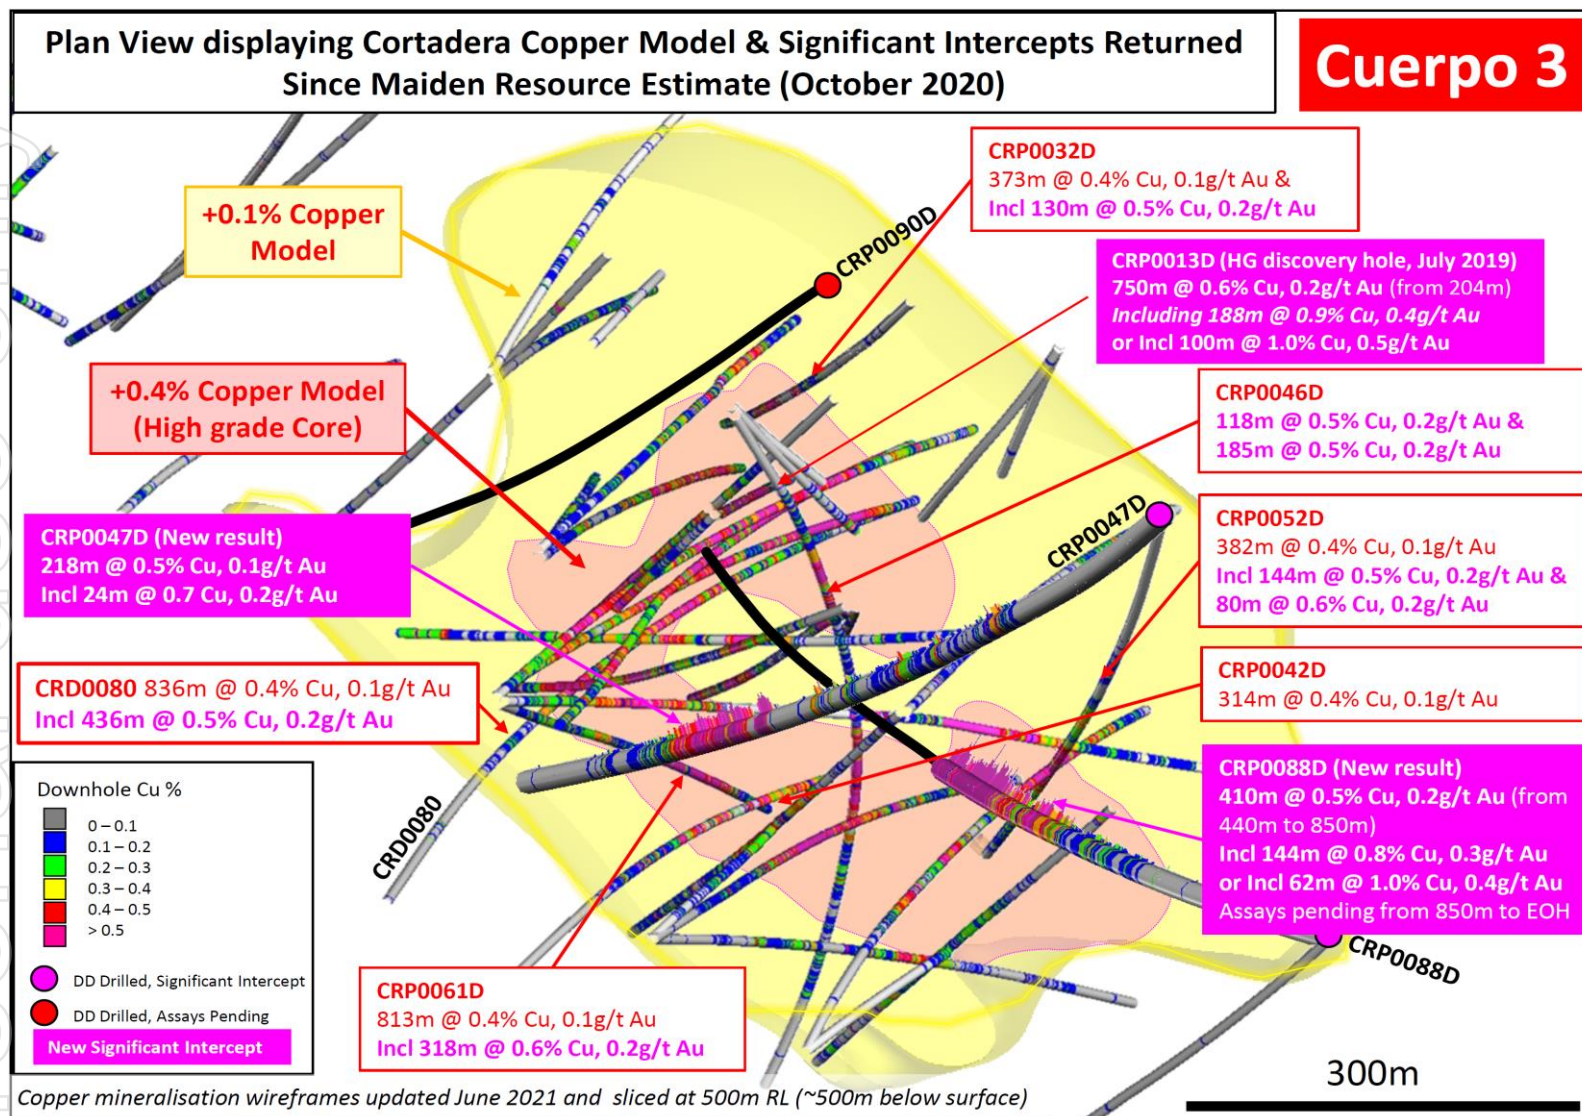 Plan View displaying Cortadera Copper Model & Significant Intercepts Returned
Since Maiden Resource Estimate (October 2020)
Cuerpo 3
CRP0032D
373m @ 0.4% Cu, 0.1g/t Au &
Incl 130m @ 0.5% Cu, 0.2g/t Au
+0.1% Copper
Model
CRP0090D
CRP0013D (HG discovery hole, July 2019)
750m @ 0.6% Cu, 0.2g/t Au (from 204m)
Including 188m @ 0.9% Cu, 0.4g/t Au
or Incl 100m @ 1.0% Cu, 0.5g/t Au
+0.4% Copper Model
(High grade Core)
CRP0046D
118m @ 0.5% Cu, 0.2g/t Au &
185m @ 0.5% Cu, 0.2g/t Au
CRP0047D (New result)
218m @ 0.5% Cu, 0.1g/t Au
Incl 24m @ 0.7 Cu, 0.2g/t Au
CRP0047D
CRP0052D
382m @ 0.4% Cu, 0.1g/t Au
Incl 144m @ 0.5% Cu, 0.2g/t Au &
80m @ 0.6% Cu, 0.2g/t Au
CRD0080 836m @ 0.4% Cu, 0.1g/t Au
Incl 436m @ 0.5% Cu, 0.2g/t Au
CRP0042D
314m @ 0.4% Cu, 0.1g/t Au
CRP0088D (New result)
410m @ 0.5% Cu, 0.2g/t Au (from
440m to 850m)
Incl 144m @ 0.8% Cu, 0.3g/t Au
or Incl 62m @ 1.0% Cu, 0.4g/t Au
Assays pending from 850m to EOH
CRD0080
CRP0088D
Downhole Cu %
0 – 0.1
0.1 – 0.2
0.2 – 0.3
0.3 – 0.4
0.4 – 0.5
> 0.5
DD Drilled, Significant Intercept
DD Drilled, Assays Pending
New Significant Intercept
CRP0061D
813m @ 0.4% Cu, 0.1g/t Au
Incl 318m @ 0.6% Cu, 0.2g/t Au
300m
Copper mineralisation wireframes updated June 2021 and sliced at 500m RL (~500m below surface)